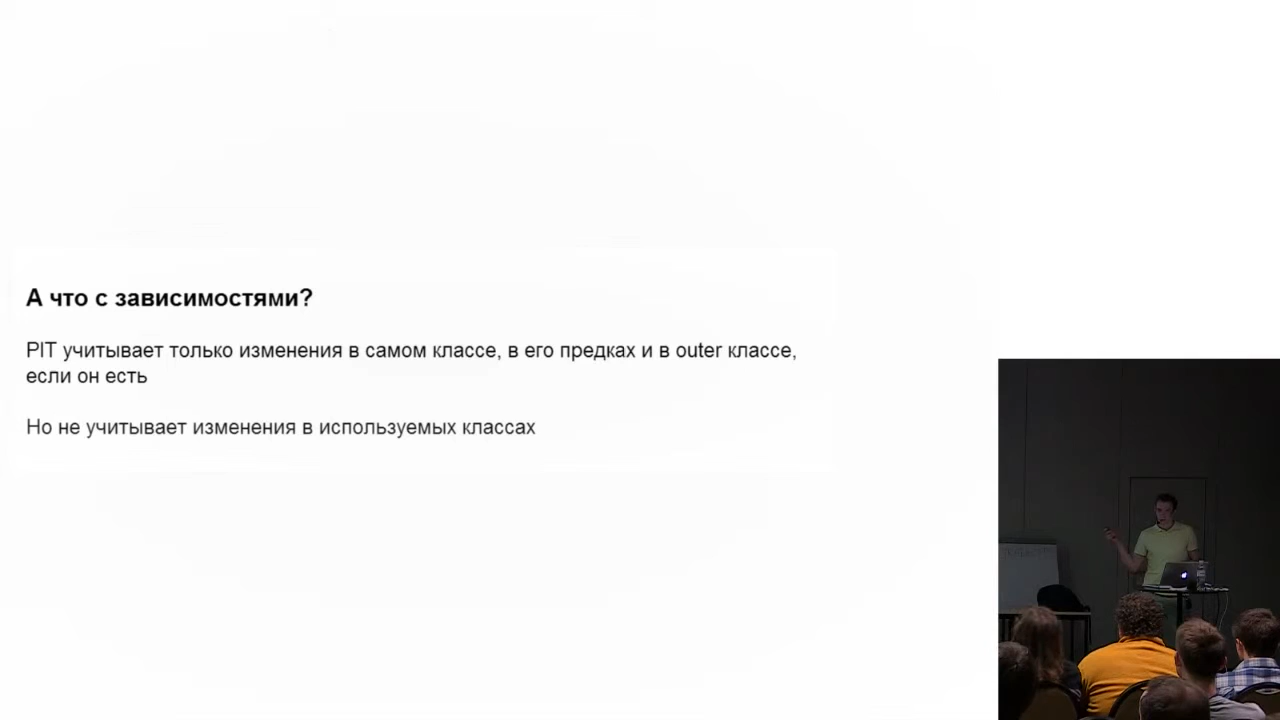 А что с зависимостями?
PIT учитывает только изменения в самом классе, в его предках и в outer классе,
если он есть
Но не учитывает изменения в используемых классах